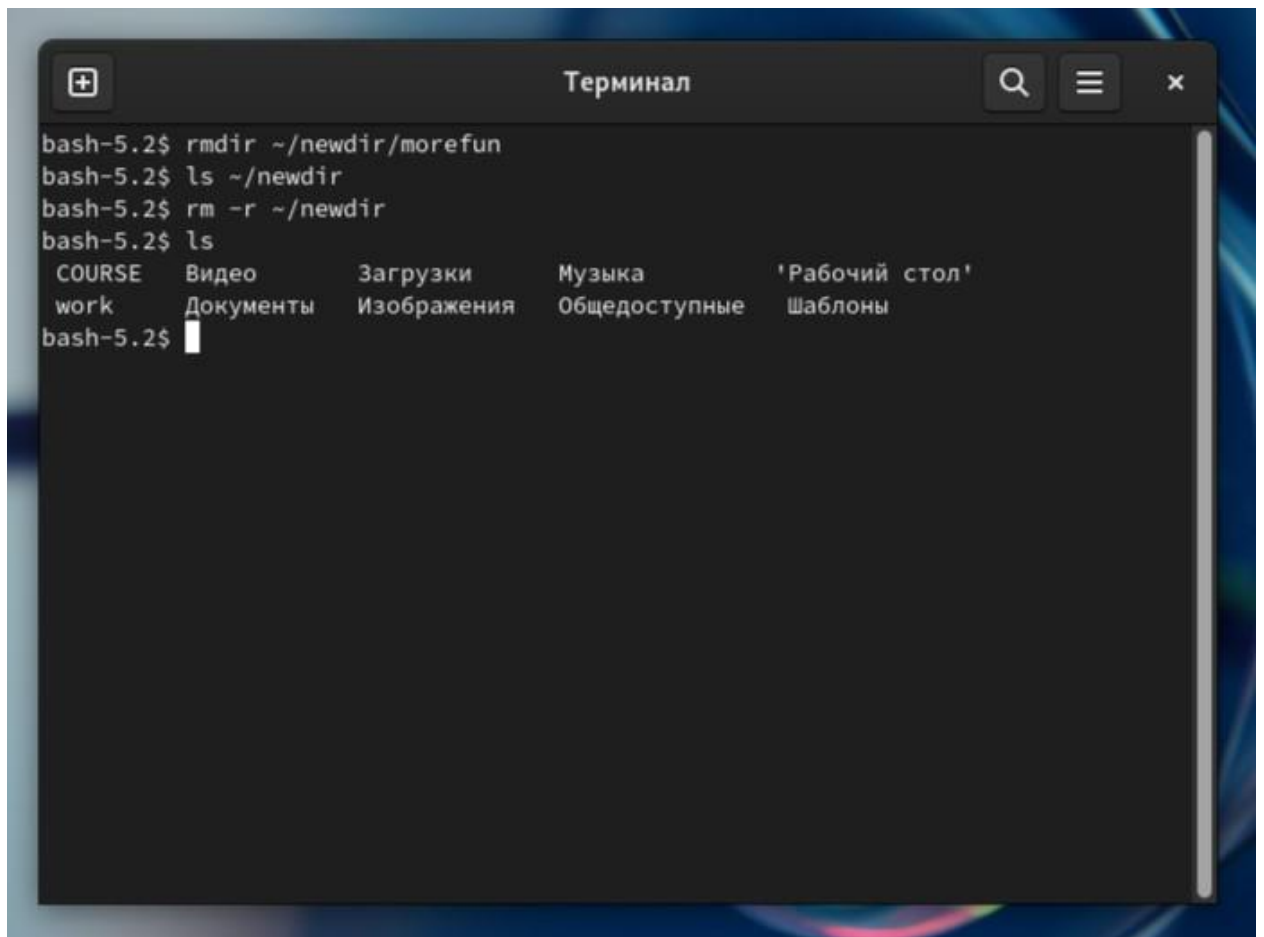 Терминал
bash-5.2$ rmdir ~/newdir/morefun
bash-5.2$ ls ~/newdir
bash-5.2$ rm -r ~/newdir
bash-5.2$ ls
COURSE Видео Загрузки Музыка 'Рабочий стол'
work Документы Изображения Общедоступные Шаблоны
bash-5.2$